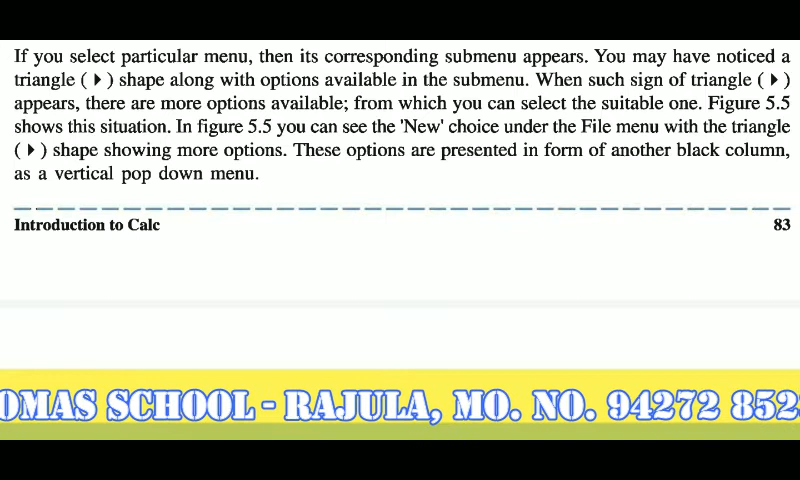 If you select particular menu, then its corresponding submenu appears. You may have noticed a
triangle ( ▸ ) shape along with options available in the submenu. When such sign of triangle ( ▸ )
appears, there are more options available; from which you can select the suitable one. Figure 5.5
shows this situation. In figure 5.5 you can see the 'New' choice under the File menu with the triangle
( ▸ ) shape showing more options. These options are presented in form of another black column,
as a vertical pop down menu.
Introduction to Calc 83
SCHOOL - RAJULA, MO. NO. 94272